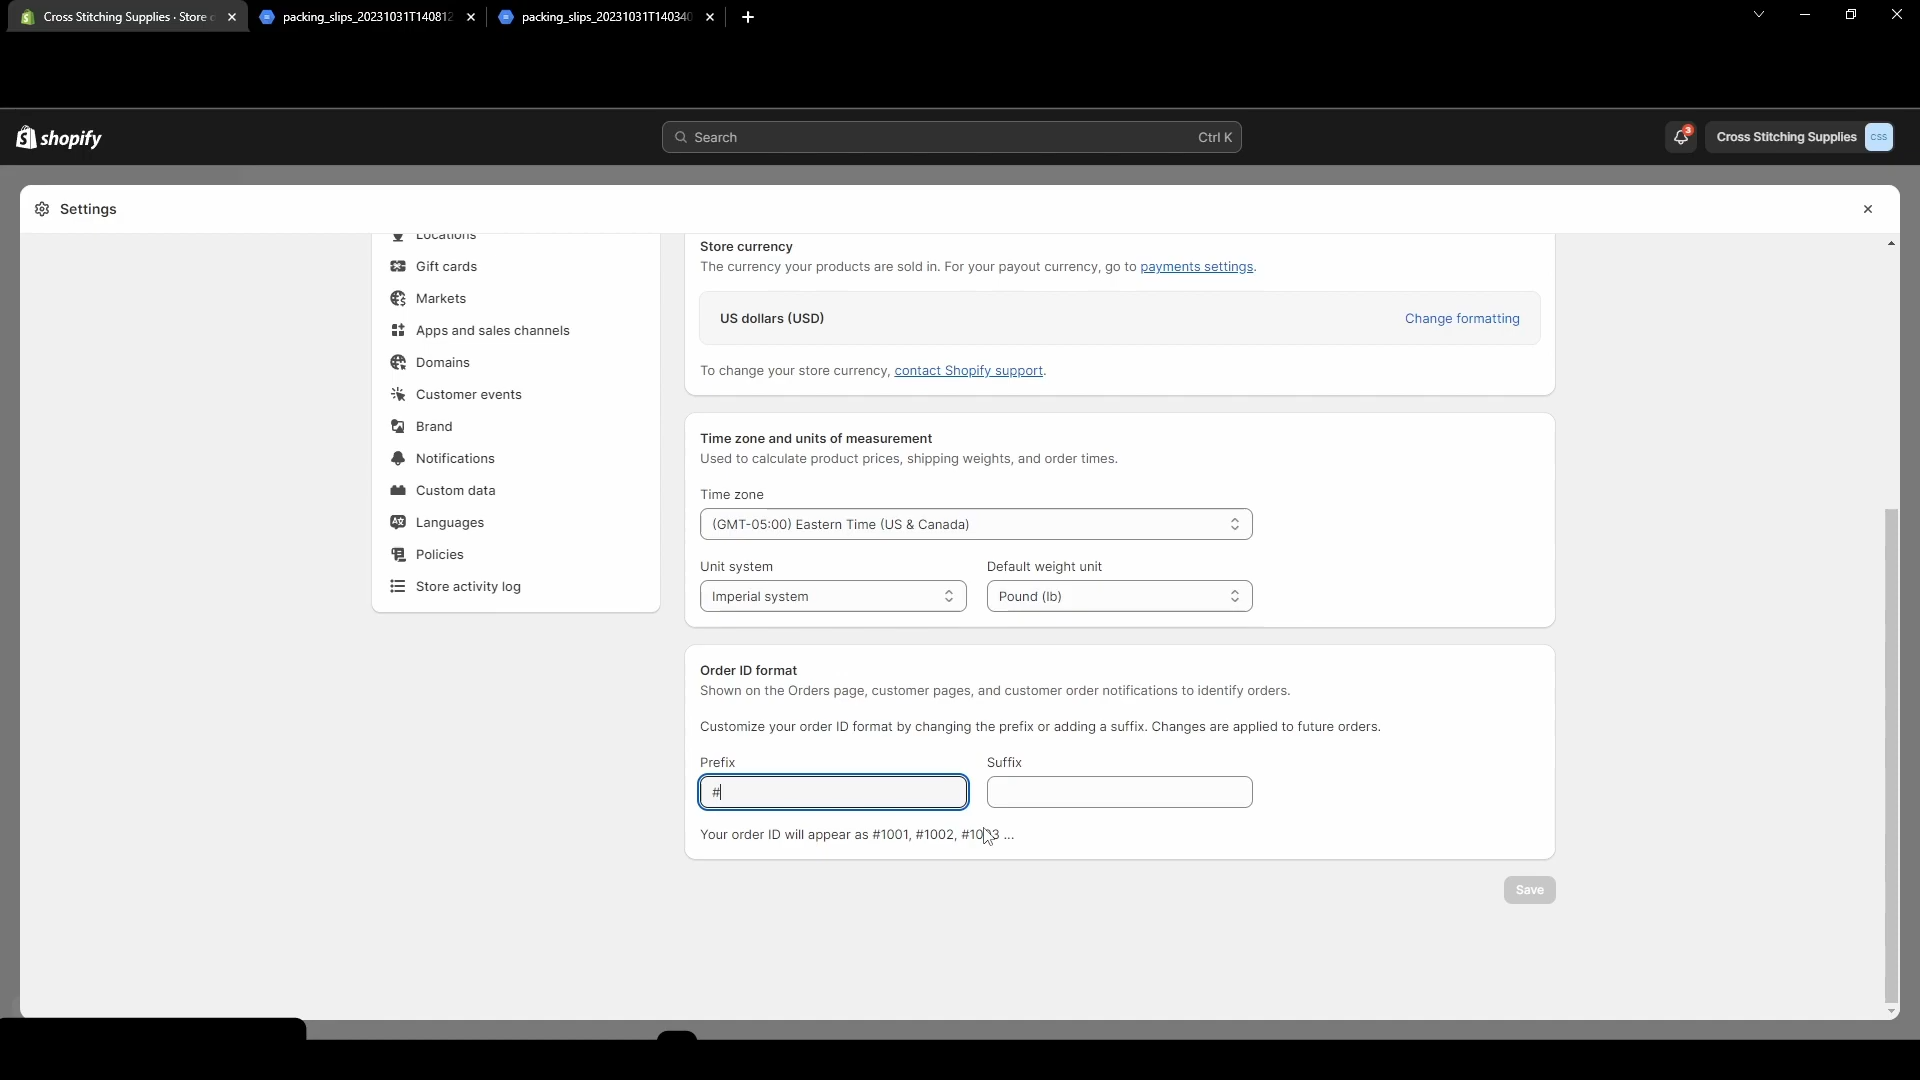 Cross Stitching Supplies · Store
packing_slips_20231031T140812
packing_slips_20231031T140340
shopify
Search
Ctrl K
3
Cross Stitching Supplies
CSS
Settings
Locations
Gift cards
Markets
Apps and sales channels
Domains
Customer events
Brand
Notifications
Custom data
Languages
Policies
Store activity log
Store currency
The currency your products are sold in. For your payout currency, go to payments settings.
US dollars (USD)
Change formatting
To change your store currency, contact Shopify support.
Time zone and units of measurement
Used to calculate product prices, shipping weights, and order times.
Time zone
(GMT-05:00) Eastern Time (US & Canada)
Unit system
Default weight unit
Imperial system
Pound (lb)
Order ID format
Shown on the Orders page, customer pages, and customer order notifications to identify orders.
Customize your order ID format by changing the prefix or adding a suffix. Changes are applied to future orders.
Prefix
Suffix
#
Your order ID will appear as #1001, #1002, #1003 ...
Save